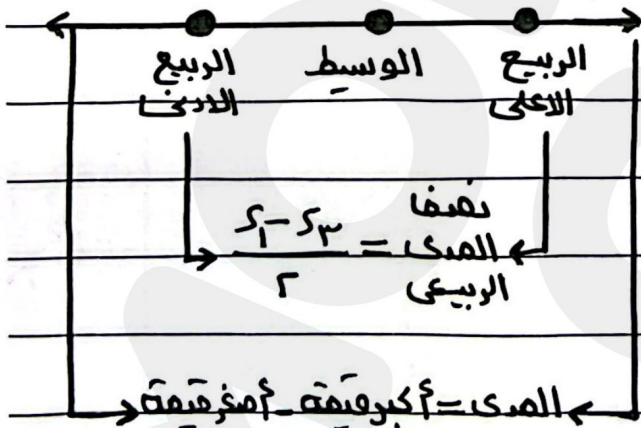 الربيع الأعلى
الوسيط
الربيع الأدنى
نصف المدى الربيعي = (ر٣ - ر١) / ٢
المدى = أكبر قيمة - أصغر قيمة